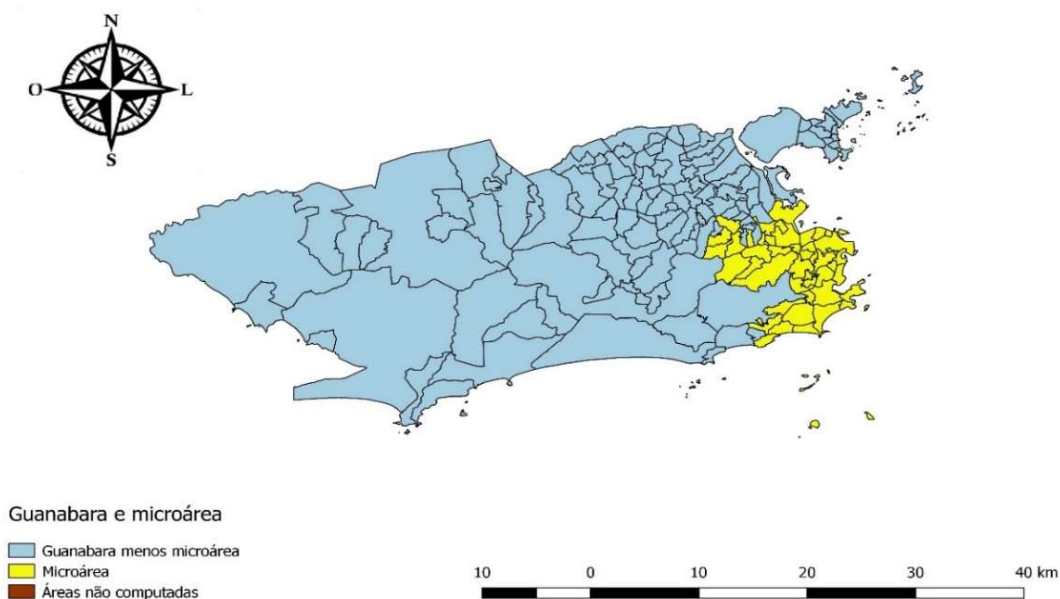 N
O L
S
Guanabara e microárea
Guanabara menos microárea
Microárea
Áreas não computadas
10 0 10 20 30 40 km